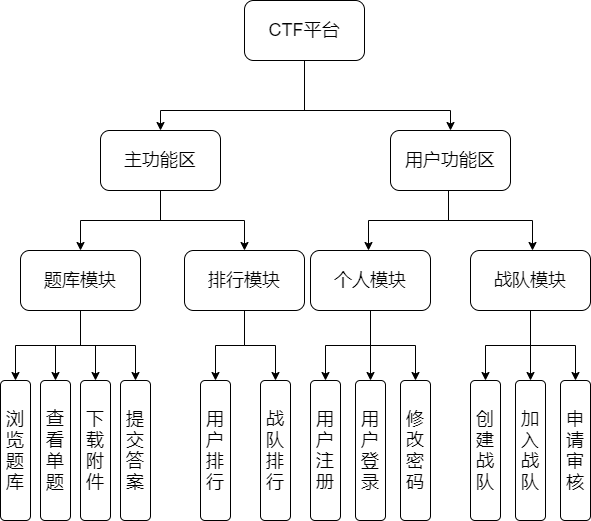 CTF平台
主功能区
用户功能区
题库模块
排行模块
个人模块
战队模块
浏览题库
查看单题
下载附件
提交答案
用户排行
战队排行
用户注册
用户登录
修改密码
创建战队
加入战队
申请审核